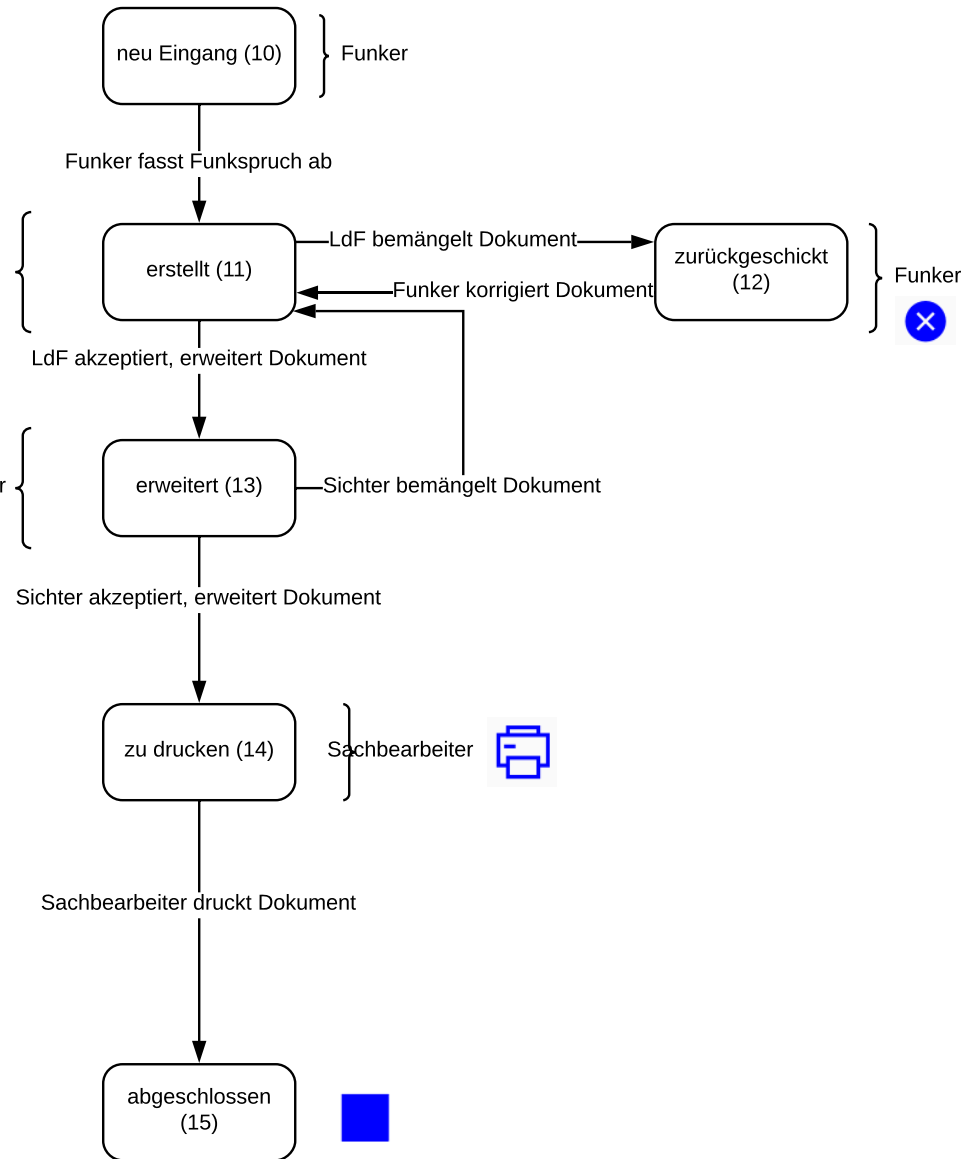 neu Eingang (10)
Funker
Funker fasst Funkspruch ab
LdF bemängelt Dokument
zurückgeschickt
(12)
Funker
erstellt (11)
Funker korrigiert Dokument
LdF akzeptiert, erweitert Dokument
erweitert (13)
Sichter bemängelt Dokument
Sichter akzeptiert, erweitert Dokument
zu drucken (14)
Sachbearbeiter
Sachbearbeiter druckt Dokument
abgeschlossen
(15)